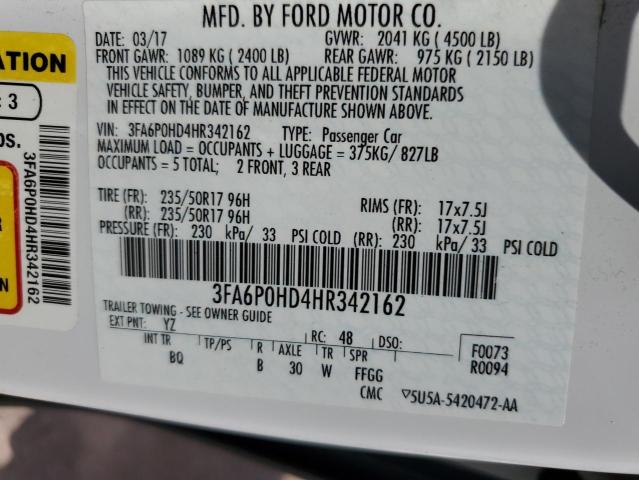 MFD. BY FORD MOTOR CO.
DATE: 03/17 GVWR: 2041 KG ( 4500 LB)
FRONT GAWR: 1089 KG ( 2400 LB) REAR GAWR: 975 KG ( 2150 LB)
THIS VEHICLE CONFORMS TO ALL APPLICABLE FEDERAL MOTOR
VEHICLE SAFETY, BUMPER, AND THEFT PREVENTION STANDARDS
IN EFFECT ON THE DATE OF MANUFACTURE SHOWN ABOVE.
VIN: 3FA6P0HD4HR342162 TYPE: Passenger Car
MAXIMUM LOAD = OCCUPANTS + LUGGAGE = 375KG/ 827LB
OCCUPANTS = 5 TOTAL; 2 FRONT, 3 REAR
TIRE (FR): 235/50R17 96H RIMS (FR): 17x7.5J
(RR): 235/50R17 96H (RR): 17x7.5J
PRESSURE (FR): 230 kPa/ 33 PSI COLD (RR): 230 kPa/ 33 PSI COLD
3FA6P0HD4HR342162
TRAILER TOWING - SEE OWNER GUIDE
EXT PNT: YZ RC: 48 DSO:
F0073
R0094
INT TR TP/PS R AXLE TR SPR
BQ B 30 W FFGG
CMC 5U5A-5420472-AA
ATION
: 3
OS.
3FA6P0HD4HR342162
R
N